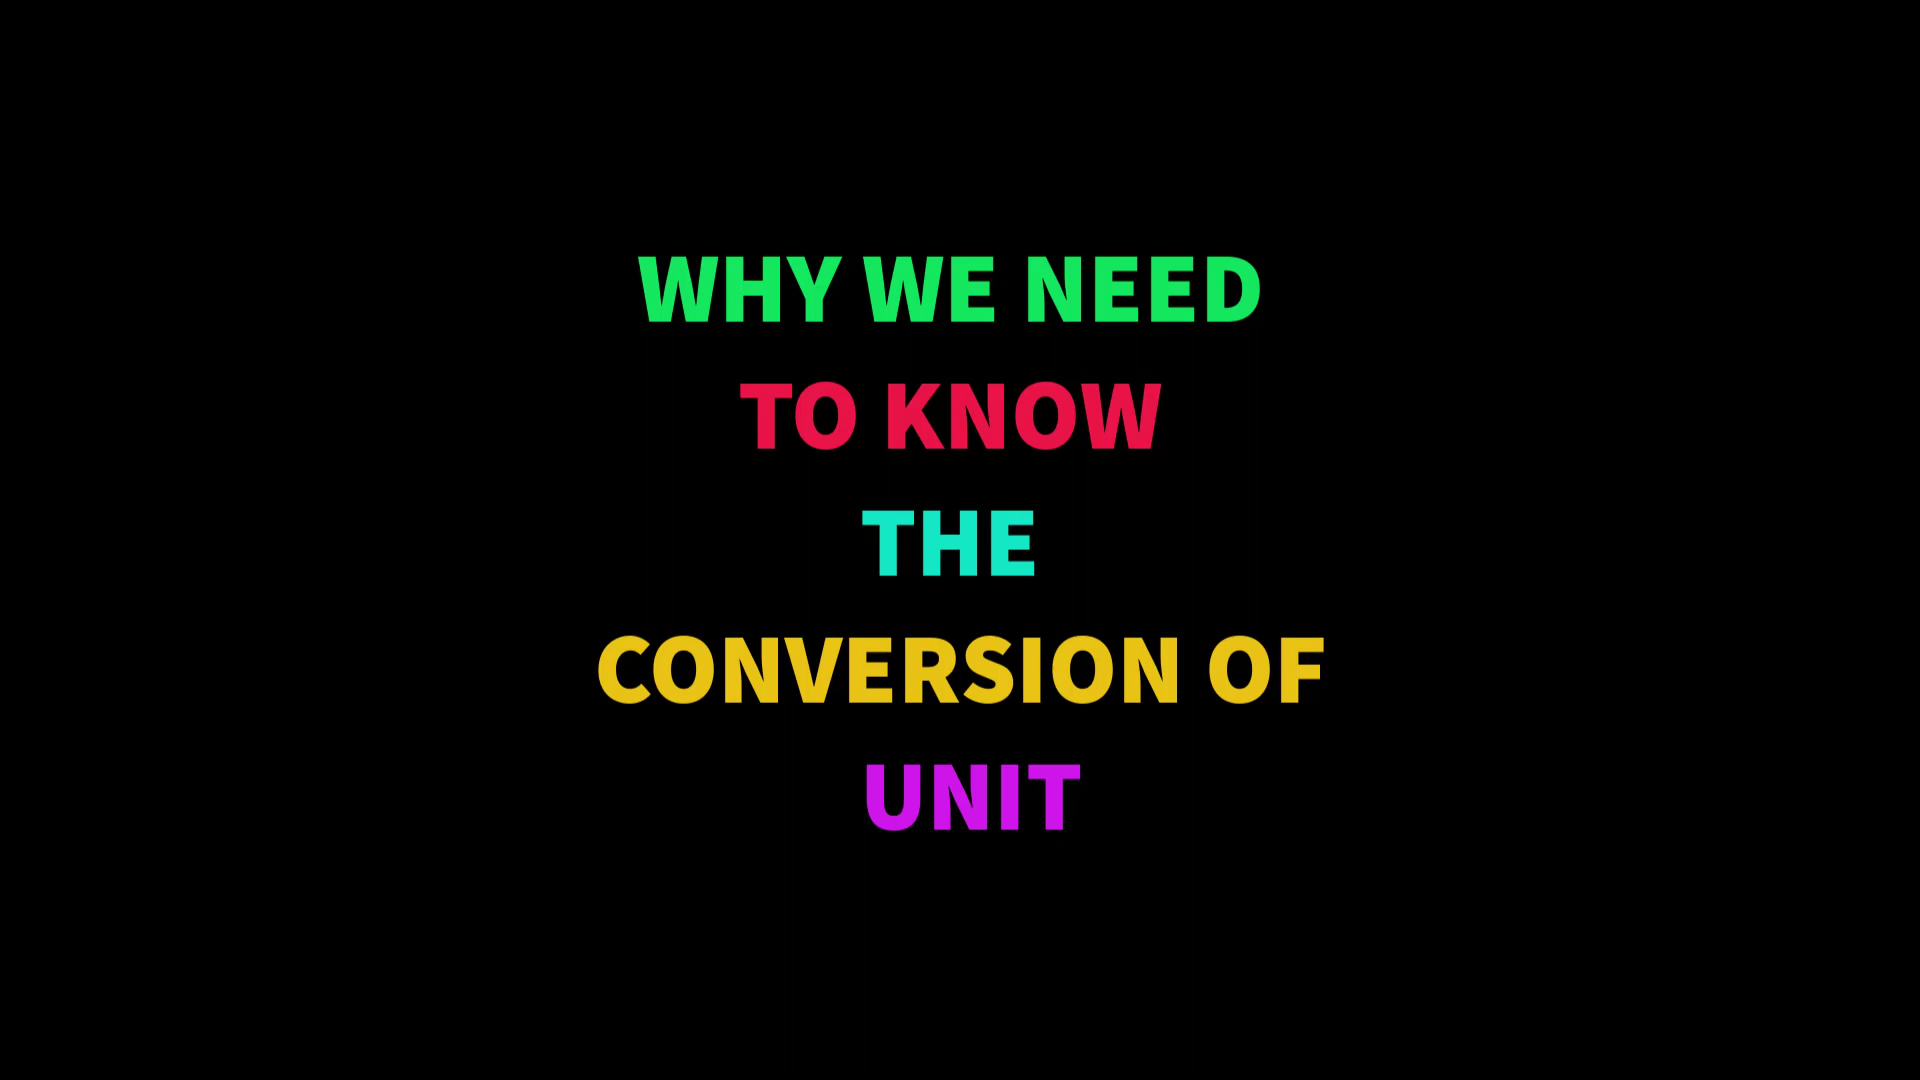 WHY WE NEED
TO KNOW
THE
CONVERSION OF
UNIT